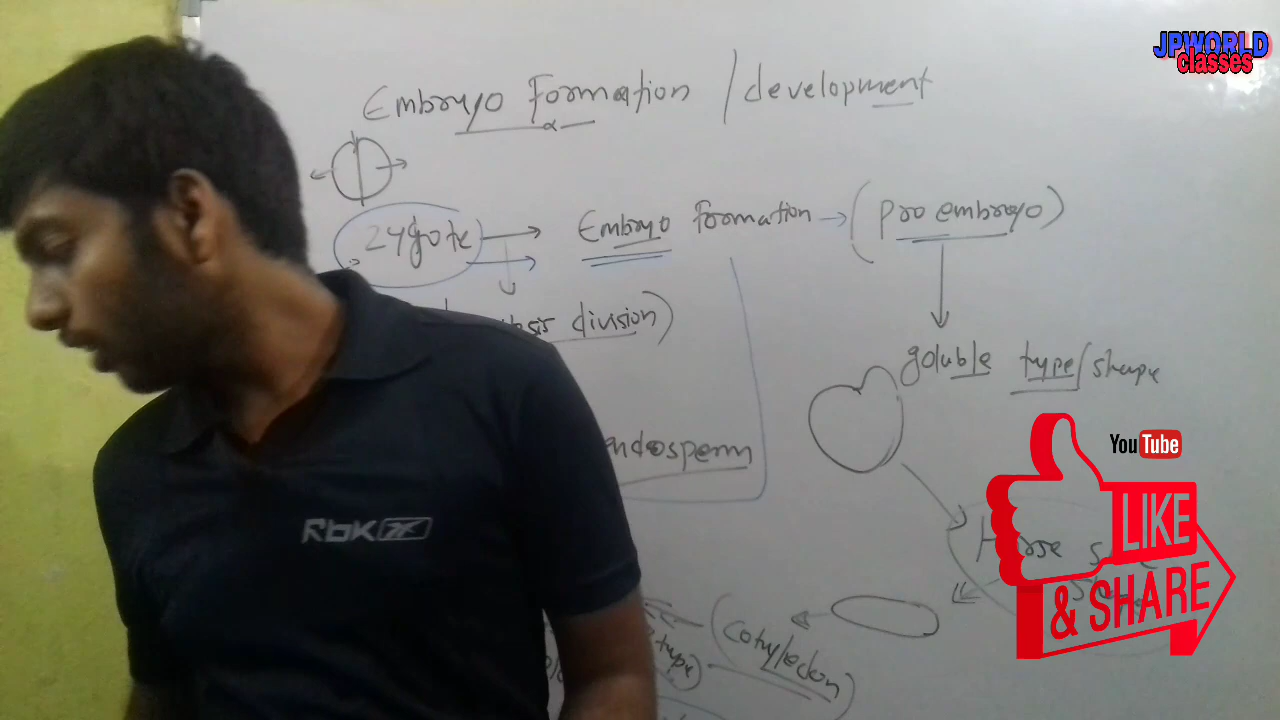 JPWORLD
classes
Embryo Formation / development
Zygote → Embryo Formation → (Pro embryo)
division)
goluble type/shape
endosperm
YouTube
LIKE
& SHARE
Rbk
(cotyledon)
type)